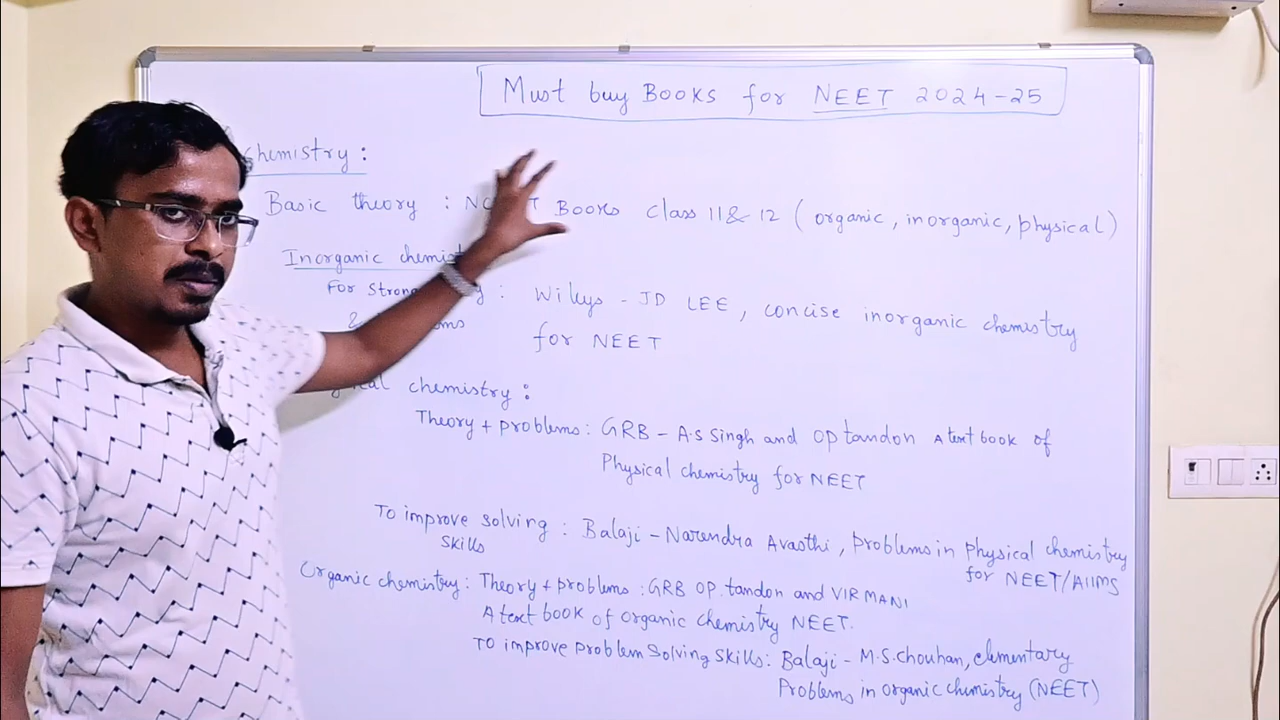 Must buy BOOKS for NEET 2024-25
chemistry:
Basic theory : Books class 11 & 12 ( organic, inorganic, physical)
Inorganic
For : Wileys - JD LEE, concise inorganic chemistry
& for NEET
chemistry:
Theory + problems: GRB - A.S Singh and OP tandon A text book of
Physical chemistry for NEET
To improve solving : Balaji - Narendra Avasthi, problems in physical chemistry
skills for NEET/AIIMS
Organic chemistry: Theory + problems : GRB OP. tandon and VIRMANI
A text book of organic chemistry NEET.
To improve problem solving skills: Balaji - M.S. chouhan, elementary
Problems in organic chemistry (NEET)